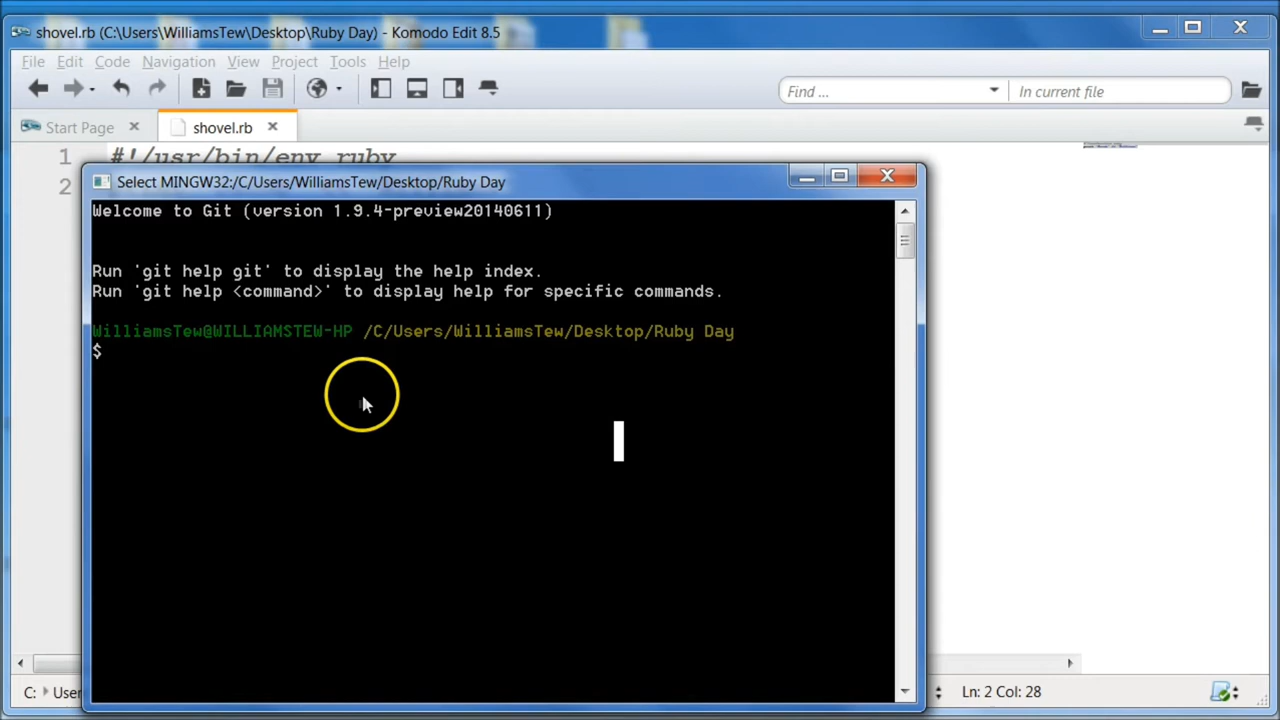 shovel.rb (C:\Users\WilliamsTew\Desktop\Ruby Day) - Komodo Edit 8.5
File Edit Code Navigation View Project Tools Help
Find ...
In current file
Start Page
shovel.rb
1 #!/usr/bin/env ruby
2
Select MINGW32:/C/Users/WilliamsTew/Desktop/Ruby Day
Welcome to Git (version 1.9.4-preview20140611)
Run 'git help git' to display the help index.
Run 'git help <command>' to display help for specific commands.
WilliamsTew@WILLIAMSTEW-HP /C/Users/WilliamsTew/Desktop/Ruby Day
$
C:
Ln: 2 Col: 28